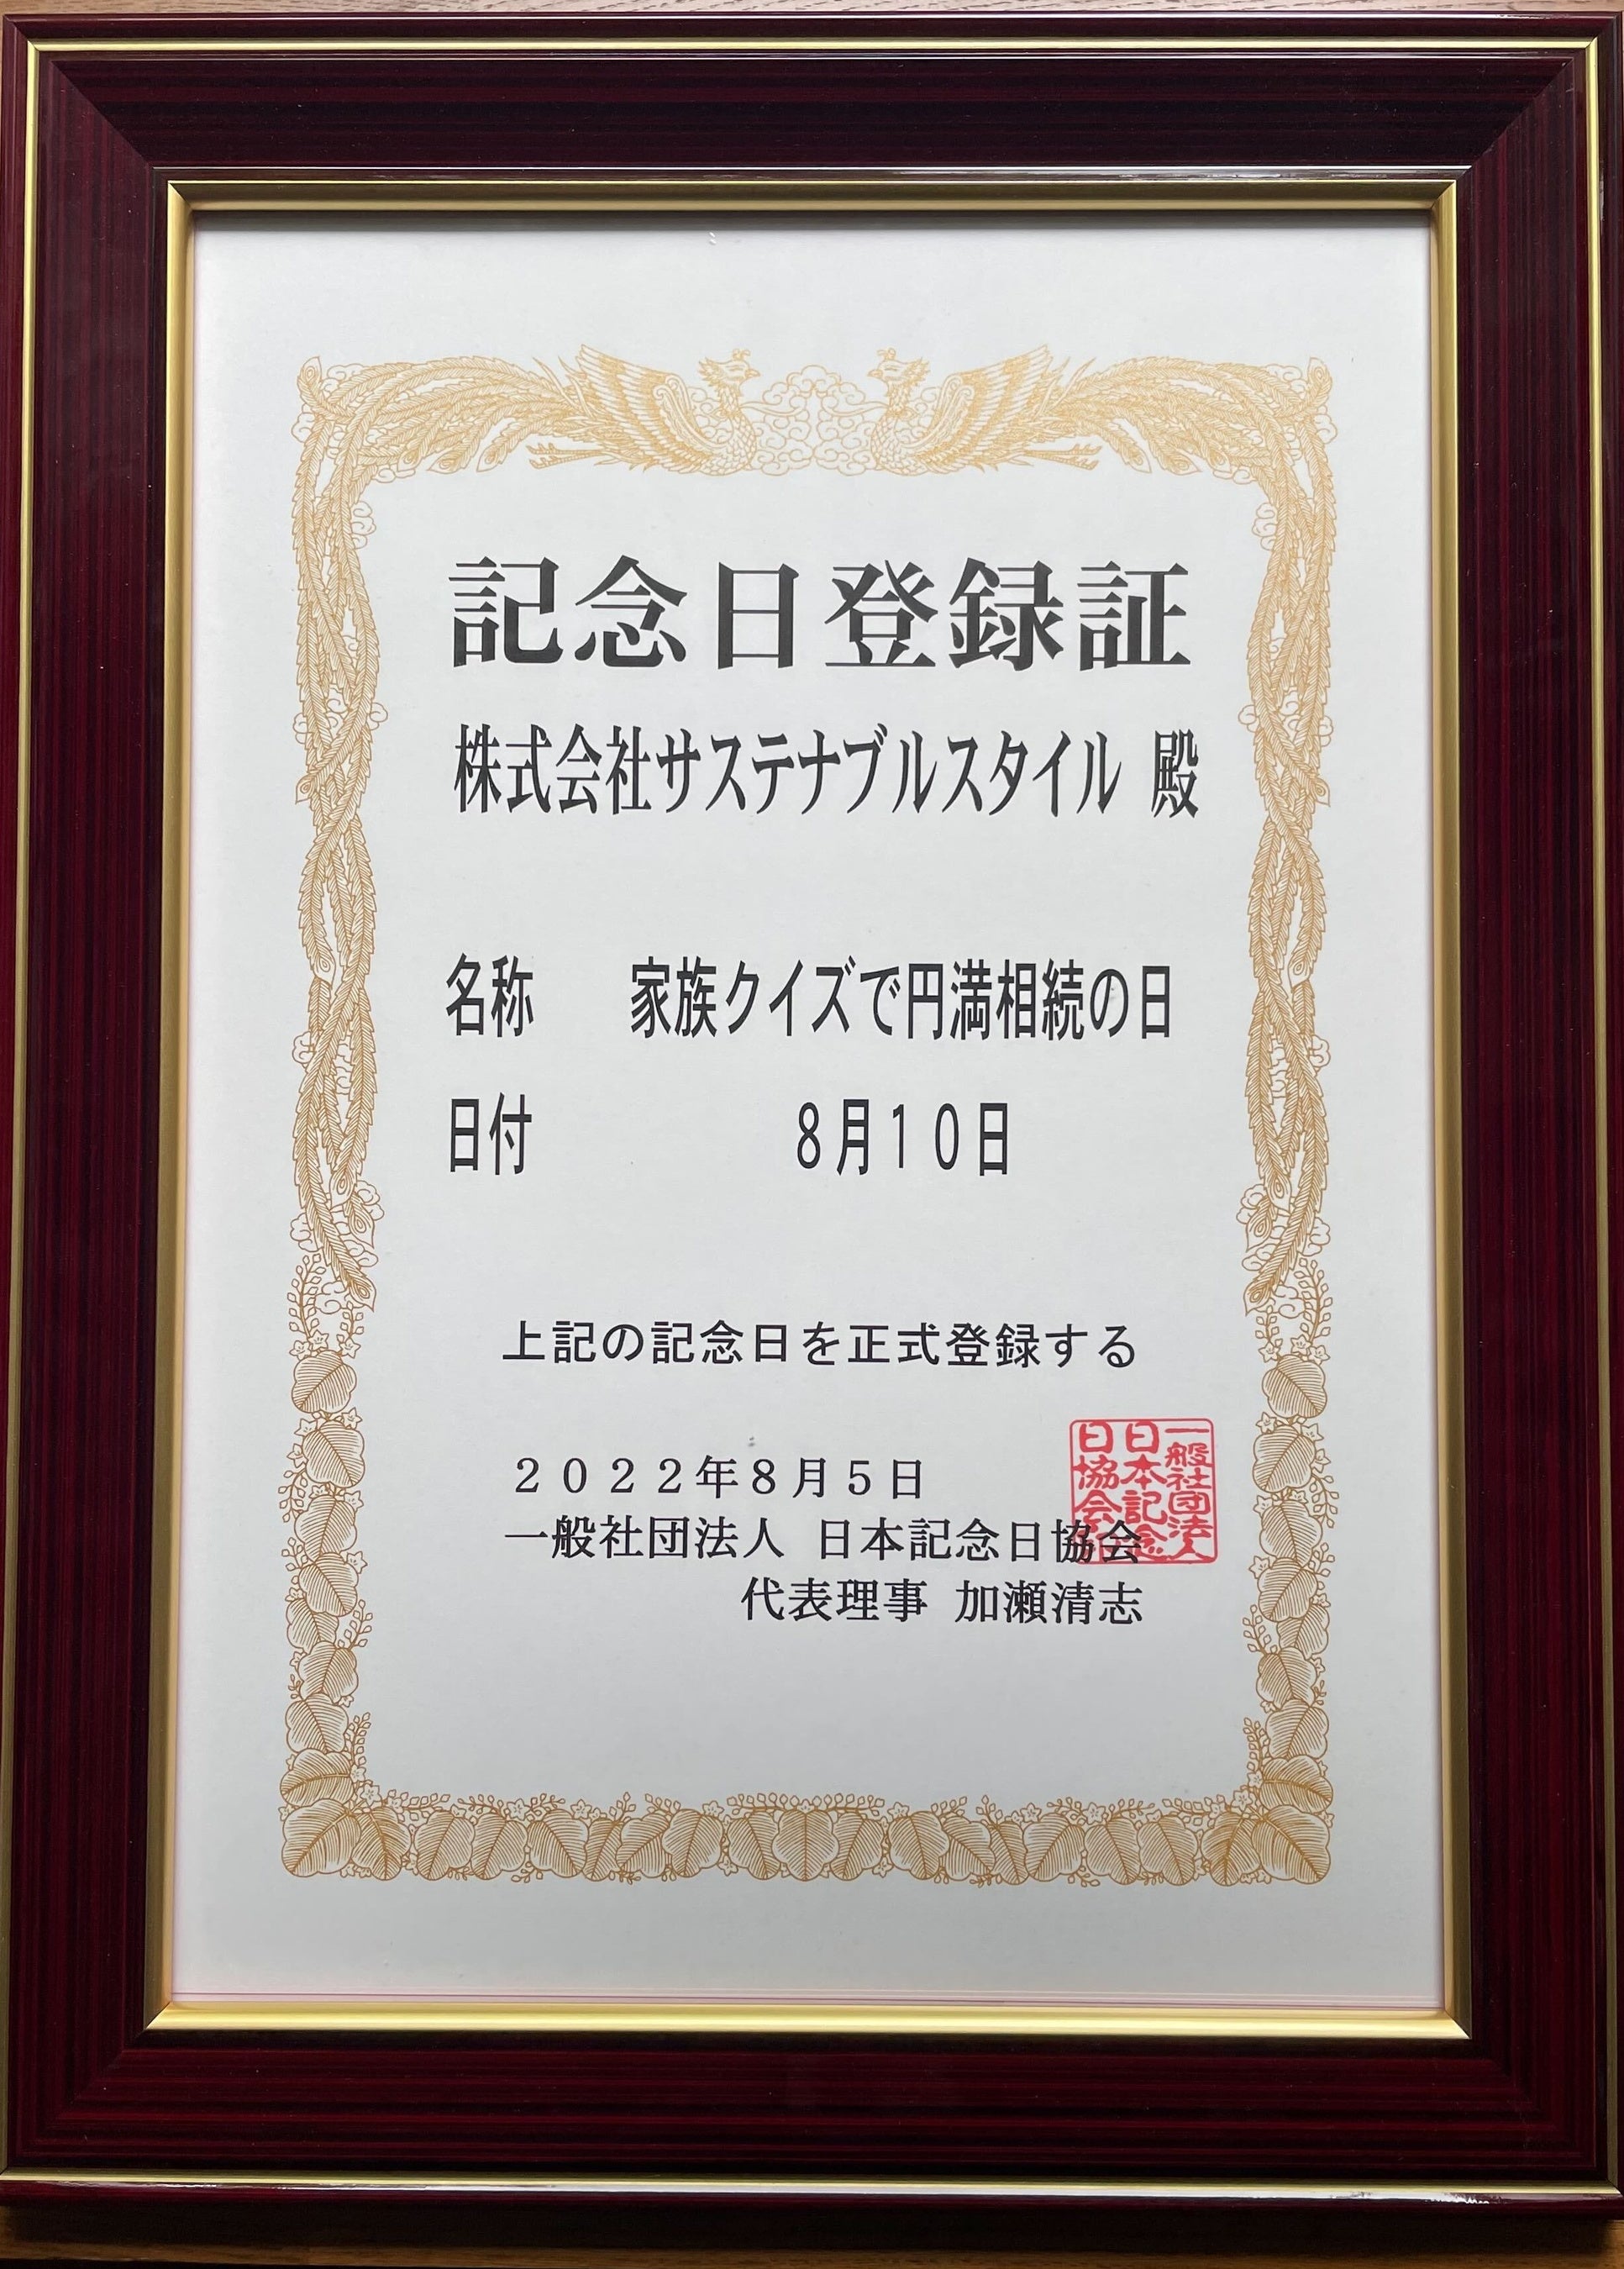 記念日登録証
株式会社サステナブルスタイル 殿
名称 家族クイズで円満相続の日
日付 8月10日
上記の記念日を正式登録する
2022年8月5日
一般社団法人 日本記念日協会
代表理事 加瀬清志
一般社団法人
日本記念
日協会